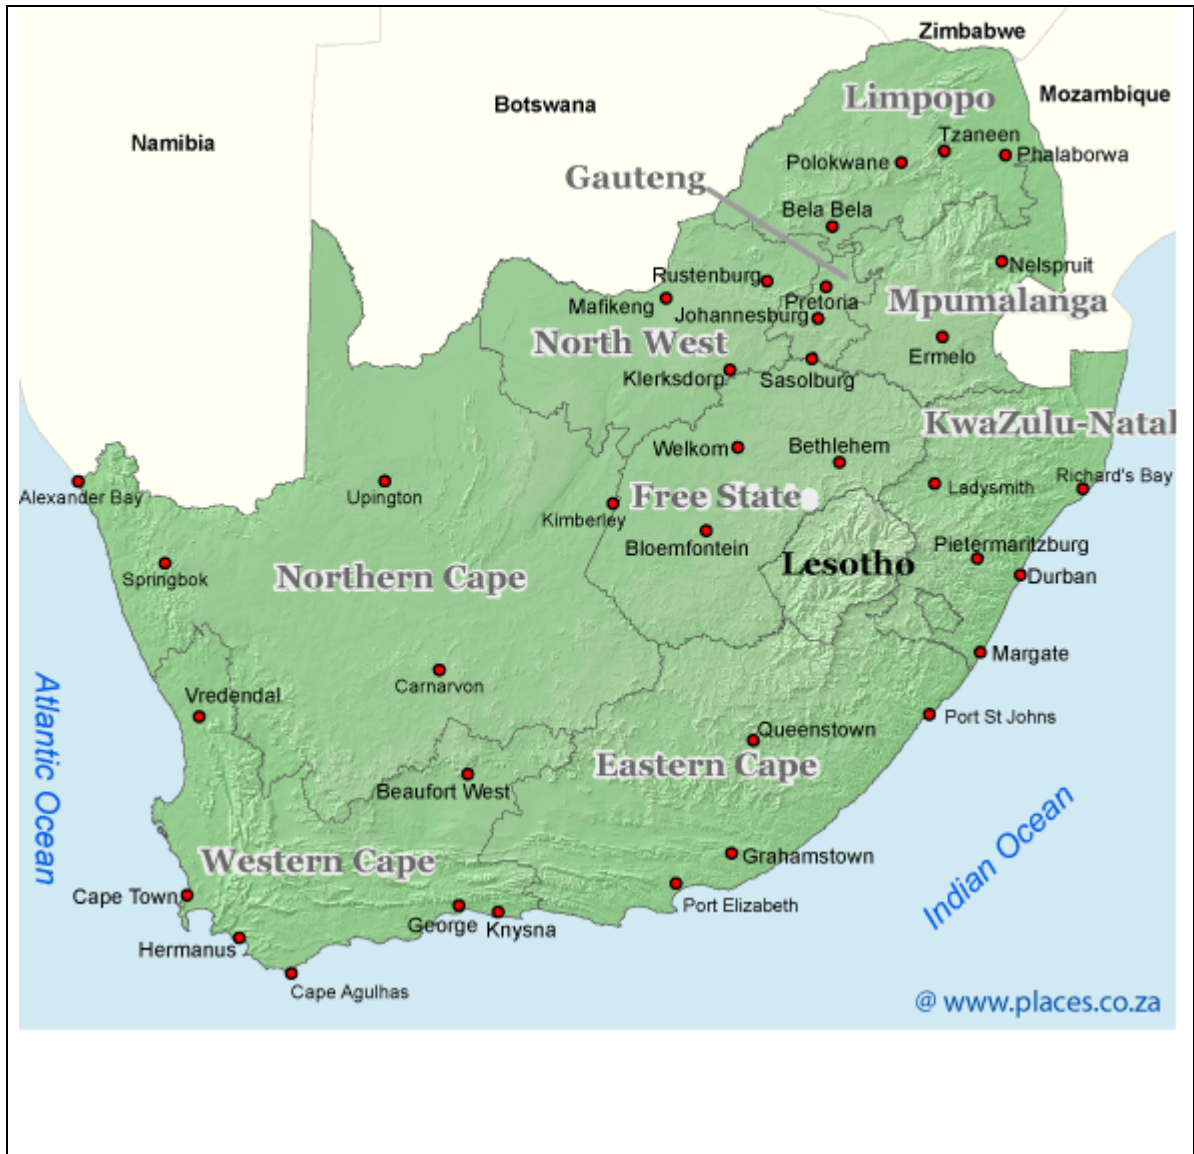 Zimbabwe
Limpopo
Mozambique
Botswana
Namibia
Tzaneen
Polokwane
Phalaborwa
Gauteng
Bela Bela
Nelspruit
Rustenburg
Mafikeng
Pretoria
Mpumalanga
Johannesburg
North West
Ermelo
Klerksdorp
Sasolburg
KwaZulu-Natal
Welkom
Bethlehem
Richard's Bay
Alexander Bay
Upington
Ladysmith
Free State
Kimberley
Bloemfontein
Pietermaritzburg
Lesotho
Durban
Springbok
Northern Cape
Margate
Carnarvon
Vredendal
Port St Johns
Queenstown
Eastern Cape
Atlantic Ocean
Beaufort West
Indian Ocean
Western Cape
Grahamstown
Cape Town
Port Elizabeth
George
Knysna
Hermanus
Cape Agulhas
@ www.places.co.za